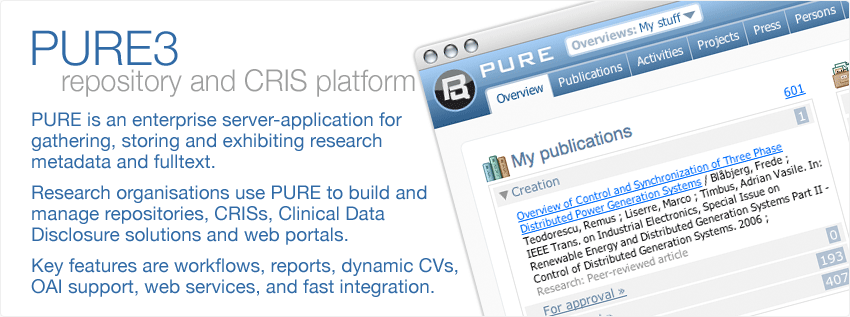 PURE3
repository and CRIS platform
PURE is an enterprise server-application for
gathering, storing and exhibiting research
metadata and fulltext.
Research organisations use PURE to build and
manage repositories, CRISs, Clinical Data
Disclosure solutions and web portals.
Key features are workflows, reports, dynamic CVs,
OAI support, web services, and fast integration.
Overviews: My stuff
PURE
Overview Publications Activities Projects Press Persons
601
My publications
Creation 1
Overview of Control and Synchronization of Three Phase
Distributed Power Generation Systems / Blåbjerg, Frede ;
Teodorescu, Remus ; Liserre, Marco ; Timbus, Adrian Vasile. In:
IEEE Trans. on Industrial Electronics, Special Issue on
Renewable Energy and Distributed Generation Systems Part II -
Control of Distributed Generation Systems. 2006 ;
Research: Peer-reviewed article
0
For approval »
193
407